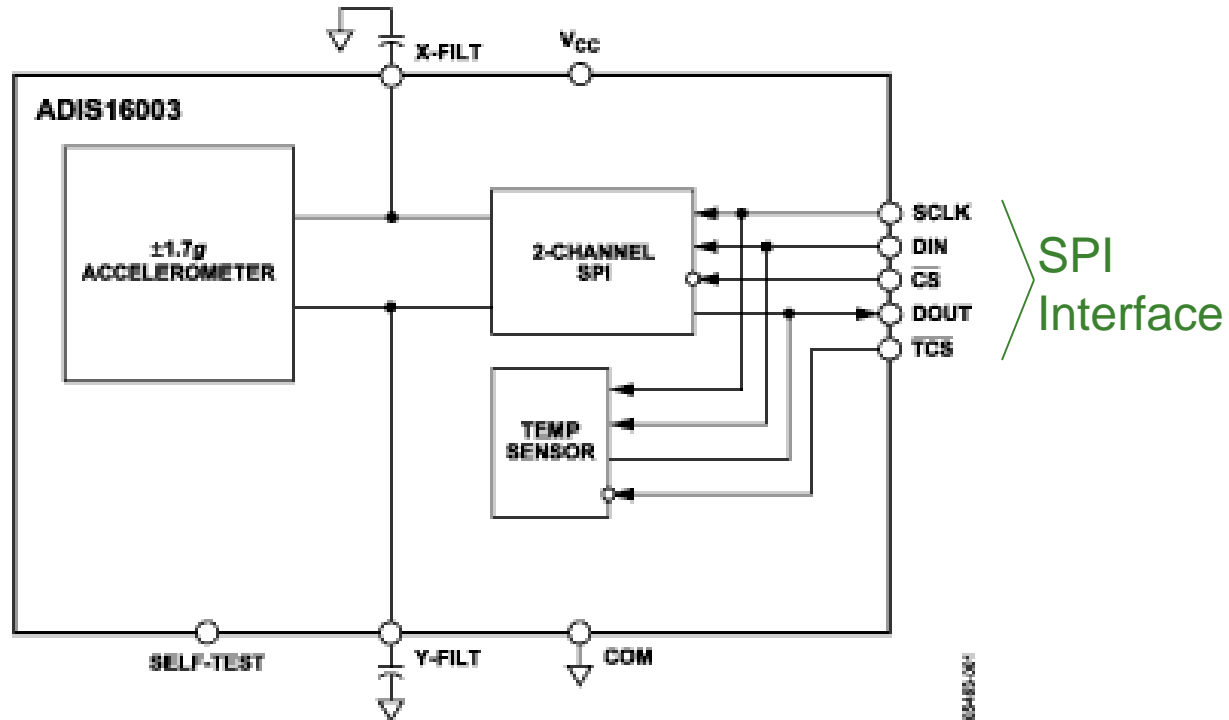 X-FILT
VCC
ADIS16003
±1.7g
ACCELEROMETER
2-CHANNEL
SPI
SCLK
DIN
CS
DOUT
TCS
SPI
Interface
TEMP
SENSOR
SELF-TEST
Y-FILT
COM